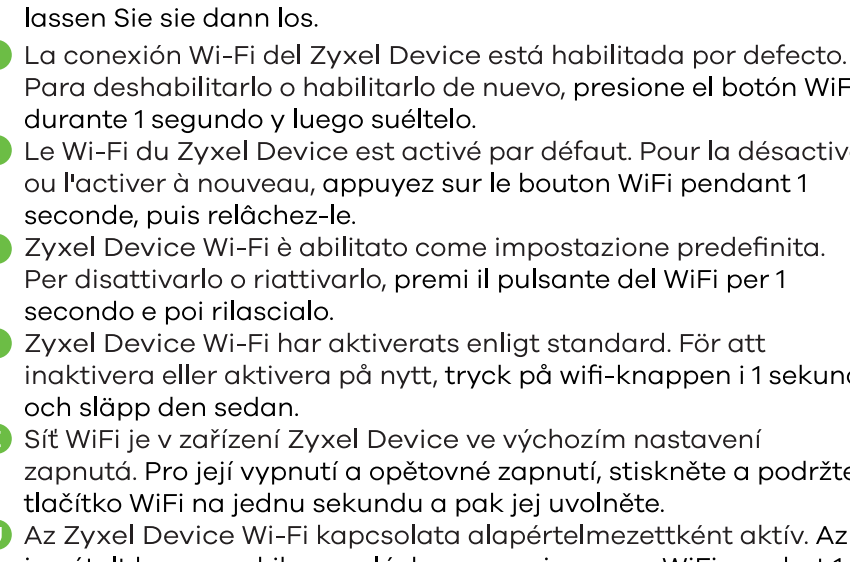 lassen Sie sie dann los.
La conexión Wi-Fi del Zyxel Device está habilitada por defecto.
Para deshabilitarlo o habilitarlo de nuevo, presione el botón WiFi
durante 1 segundo y luego suéltelo.
Le Wi-Fi du Zyxel Device est activé par défaut. Pour la désactiv
ou l'activer à nouveau, appuyez sur le bouton WiFi pendant 1
seconde, puis relâchez-le.
Zyxel Device Wi-Fi è abilitato come impostazione predefinita.
Per disattivarlo o riattivarlo, premi il pulsante del WiFi per 1
secondo e poi rilascialo.
Zyxel Device Wi-Fi har aktiverats enligt standard. För att
inaktivera eller aktivera på nytt, tryck på wifi-knappen i 1 sekund
och släpp den sedan.
Síť WiFi je v zařízení Zyxel Device ve výchozím nastavení
zapnutá. Pro její vypnutí a opětovné zapnutí, stiskněte a podržte
tlačítko WiFi na jednu sekundu a pak jej uvolněte.
Az Zyxel Device Wi-Fi kapcsolata alapértelmezettként aktív. Az